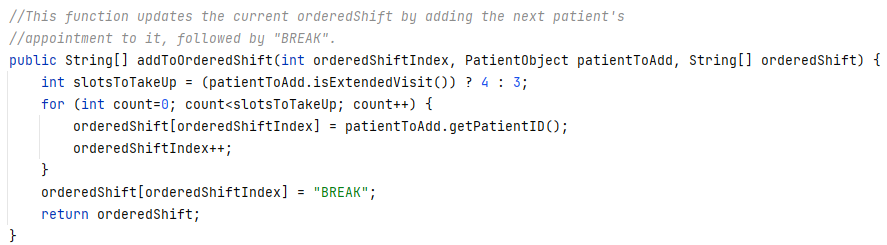 //This function updates the current orderedShift by adding the next patient's
//appointment to it, followed by "BREAK".
public String[] addToOrderedShift(int orderedShiftIndex, PatientObject patientToAdd, String[] orderedShift) {
    int slotsToTakeUp = (patientToAdd.isExtendedVisit()) ? 4 : 3;
    for (int count=0; count<slotsToTakeUp; count++) {
        orderedShift[orderedShiftIndex] = patientToAdd.getPatientID();
        orderedShiftIndex++;
    }
    orderedShift[orderedShiftIndex] = "BREAK";
    return orderedShift;
}